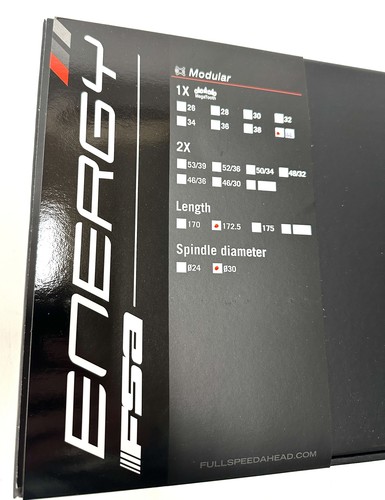 ENERGY
FSA
Modular
1X MegaTooth
26 28 30 32
34 36 38
2X
53/39 52/36 50/34 48/32
46/36 46/30
Length
170 172.5 175
Spindle diameter
Ø24 Ø30
FULLSPEEDAHEAD.COM